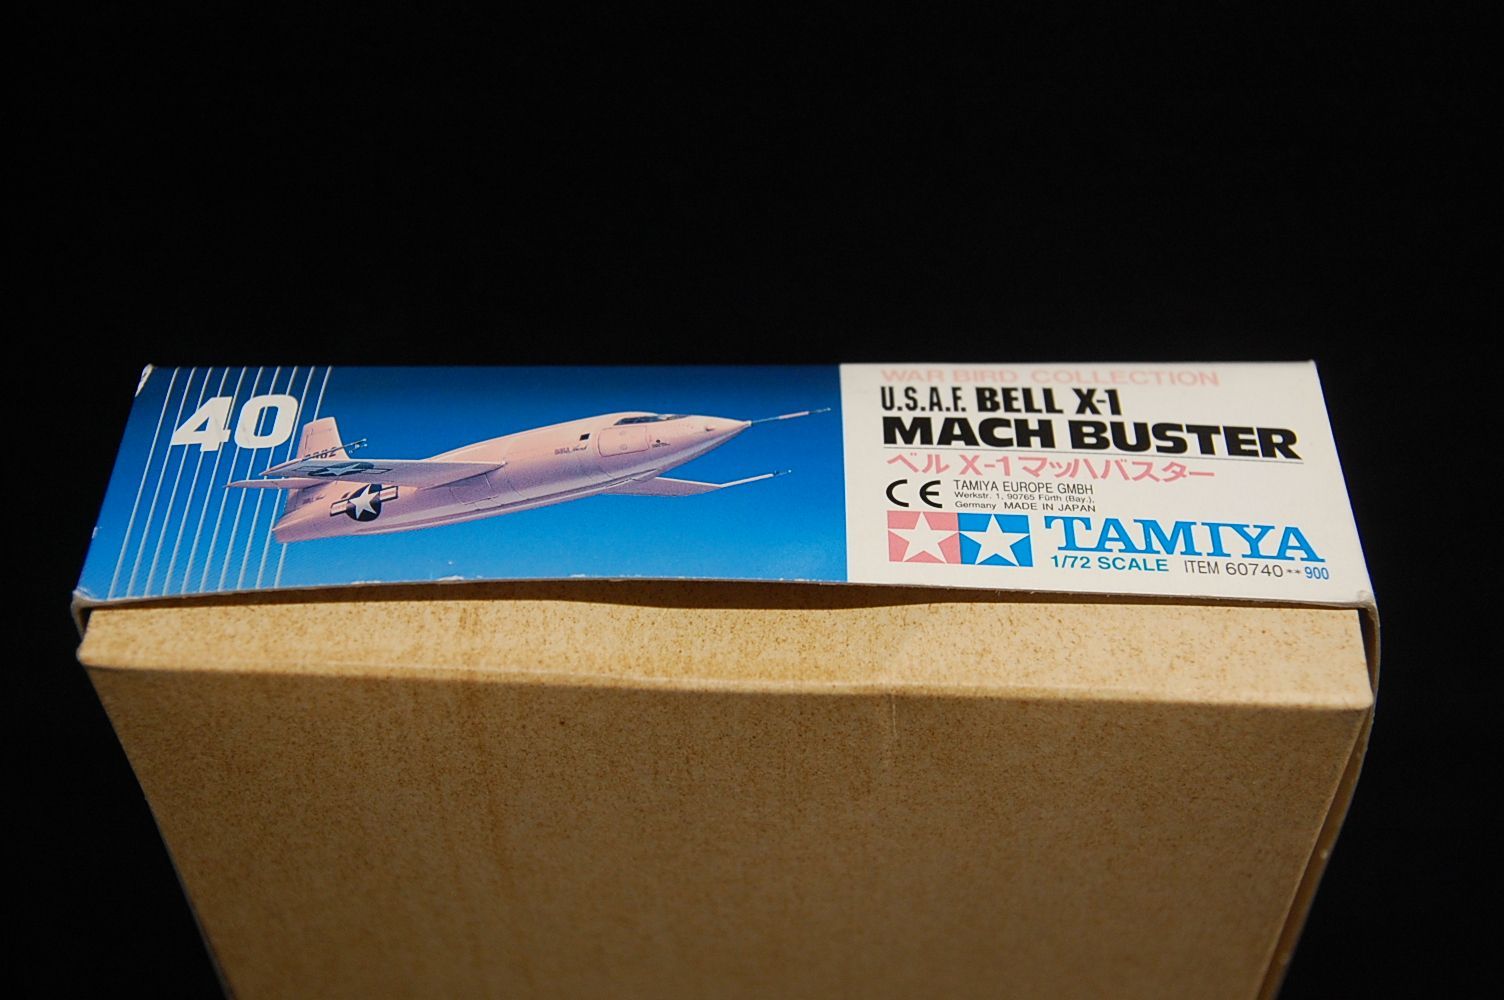 40
WAR BIRD COLLECTION
U.S.A.F. BELL X-1
MACH BUSTER
ベル X-1 マッハバスター
CE
TAMIYA EUROPE GMBH
Werkstr. 1, 90765 Fürth (Bay.),
Germany MADE IN JAPAN
TAMIYA
1/72 SCALE ITEM 60740**900